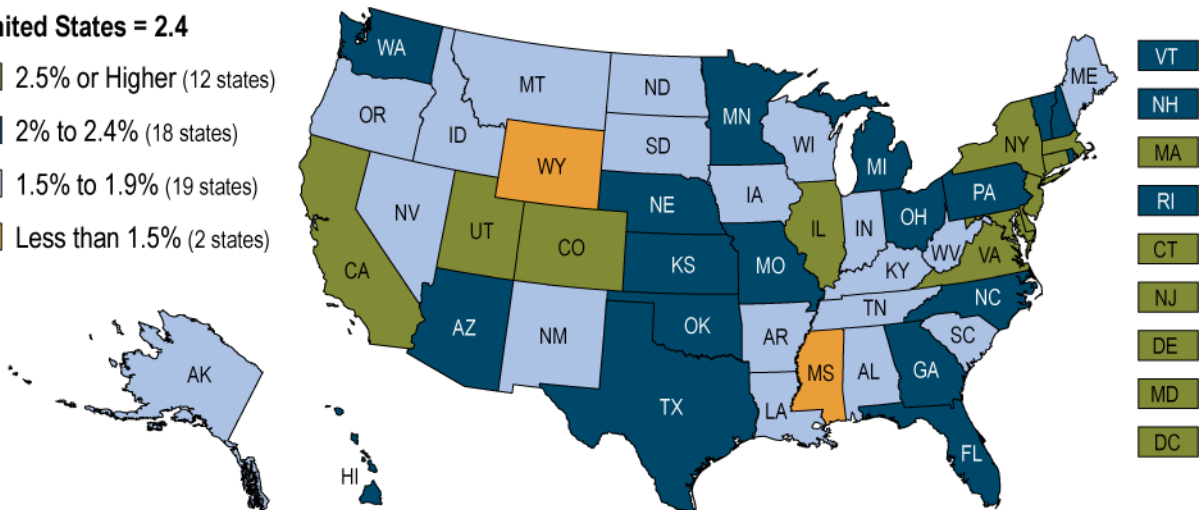 nited States = 2.4
2.5% or Higher (12 states)
2% to 2.4% (18 states)
1.5% to 1.9% (19 states)
Less than 1.5% (2 states)
WA
OR
ID
MT
ND
SD
MN
WI
MI
WY
NV
UT
CO
CA
AZ
NM
NE
KS
OK
TX
IA
MO
AR
LA
IL
IN
OH
KY
TN
MS
AL
GA
FL
SC
NC
VA
WV
PA
NY
ME
AK
HI
VT
NH
MA
RI
CT
NJ
DE
MD
DC